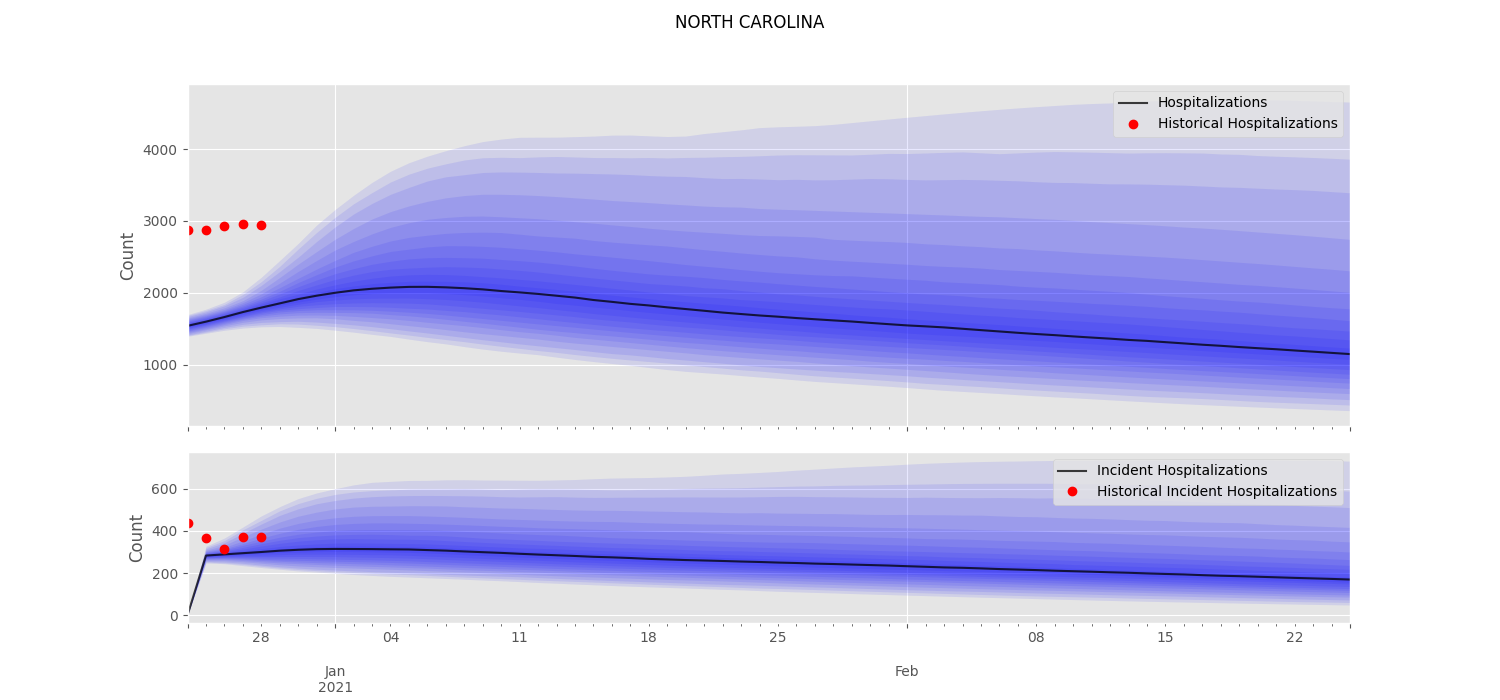 NORTH CAROLINA
Hospitalizations
Historical Hospitalizations
4000
3000
2000
1000
Count
Incident Hospitalizations
Historical Incident Hospitalizations
600
400
200
0
Count
28
04
11
18
25
08
15
22
Jan
2021
Feb